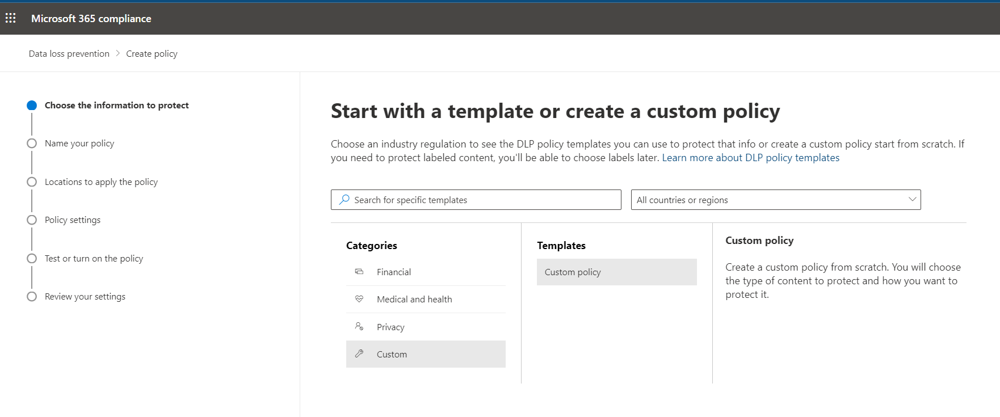 Microsoft 365 compliance
Data loss prevention > Create policy
Choose the information to protect
Name your policy
Locations to apply the policy
Policy settings
Test or turn on the policy
Review your settings
Start with a template or create a custom policy
Choose an industry regulation to see the DLP policy templates you can use to protect that info or create a custom policy start from scratch. If
you need to protect labeled content, you'll be able to choose labels later. Learn more about DLP policy templates
Search for specific templates
All countries or regions
Categories
Financial
Medical and health
Privacy
Custom
Templates
Custom policy
Custom policy
Create a custom policy from scratch. You will choose
the type of content to protect and how you want to
protect it.